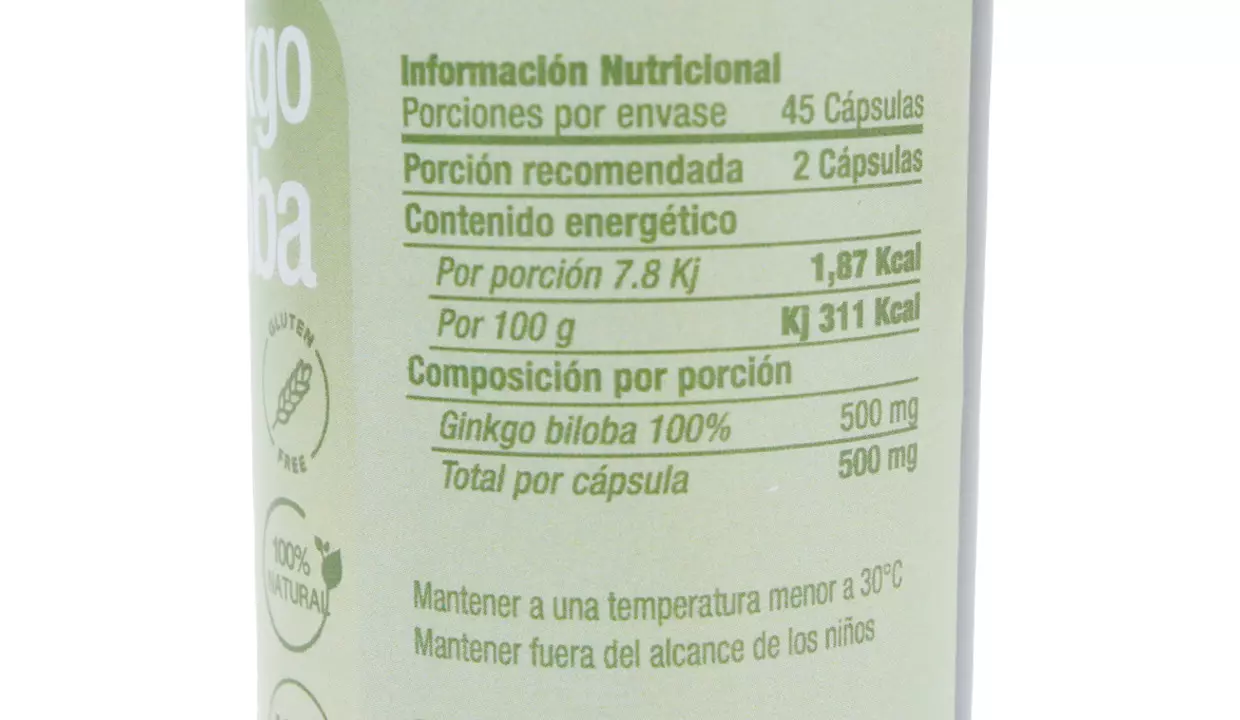 Información Nutricional
Porciones por envase 45 Cápsulas
Porción recomendada 2 Cápsulas
Contenido energético
Por porción 7.8 Kj 1,87 Kcal
Por 100 g Kj 311 Kcal
Composición por porción
Ginkgo biloba 100% 500 mg
Total por cápsula 500 mg
Mantener a una temperatura menor a 30°C
Mantener fuera del alcance de los niños
kgo
oba
GLUTEN
FREE
100%
NATURAL